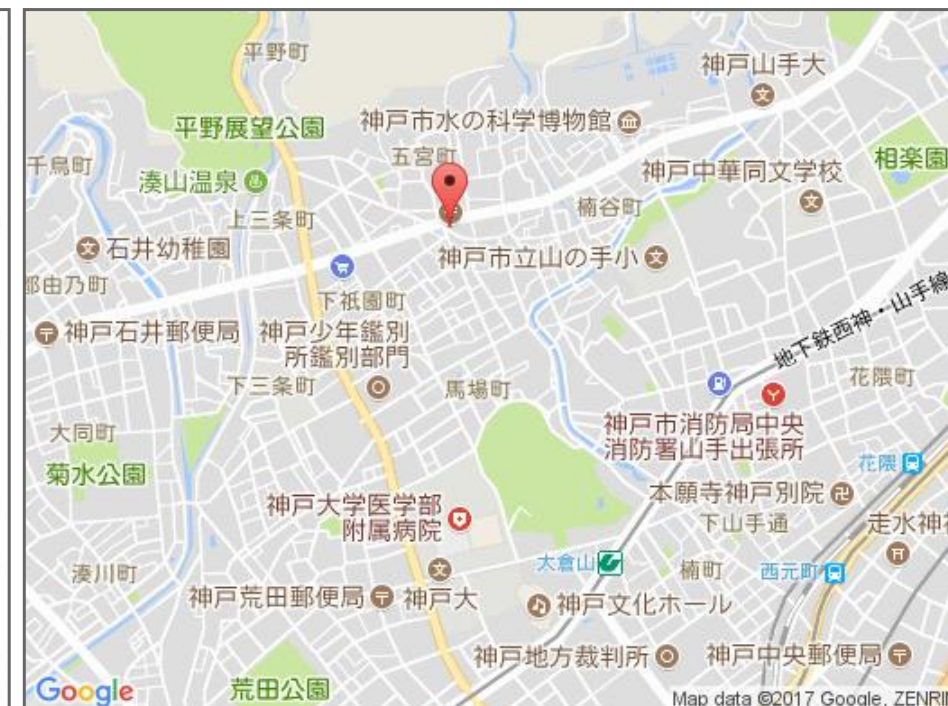 平野町
神戸山手大
平野展望公園
神戸市水の科学博物館
五宮町
千鳥町
湊山温泉
神戸中華同文学校
相楽園
上三条町
楠谷町
石井幼稚園
神戸市立山の手小
都由乃町
下祇園町
地下鉄西神・山手線
神戸石井郵便局
神戸少年鑑別
所鑑別部門
下三条町
馬場町
花隈町
大同町
神戸市消防局中央
消防署山手出張所
菊水公園
花隈
本願寺神戸別院
神戸大学医学部
附属病院
下山手通
走水神社
大倉山
楠町
西元町
湊川町
神戸荒田郵便局
神戸大
神戸文化ホール
神戸地方裁判所
神戸中央郵便局
荒田公園
Google
Map data ©2017 Google, ZENRIN